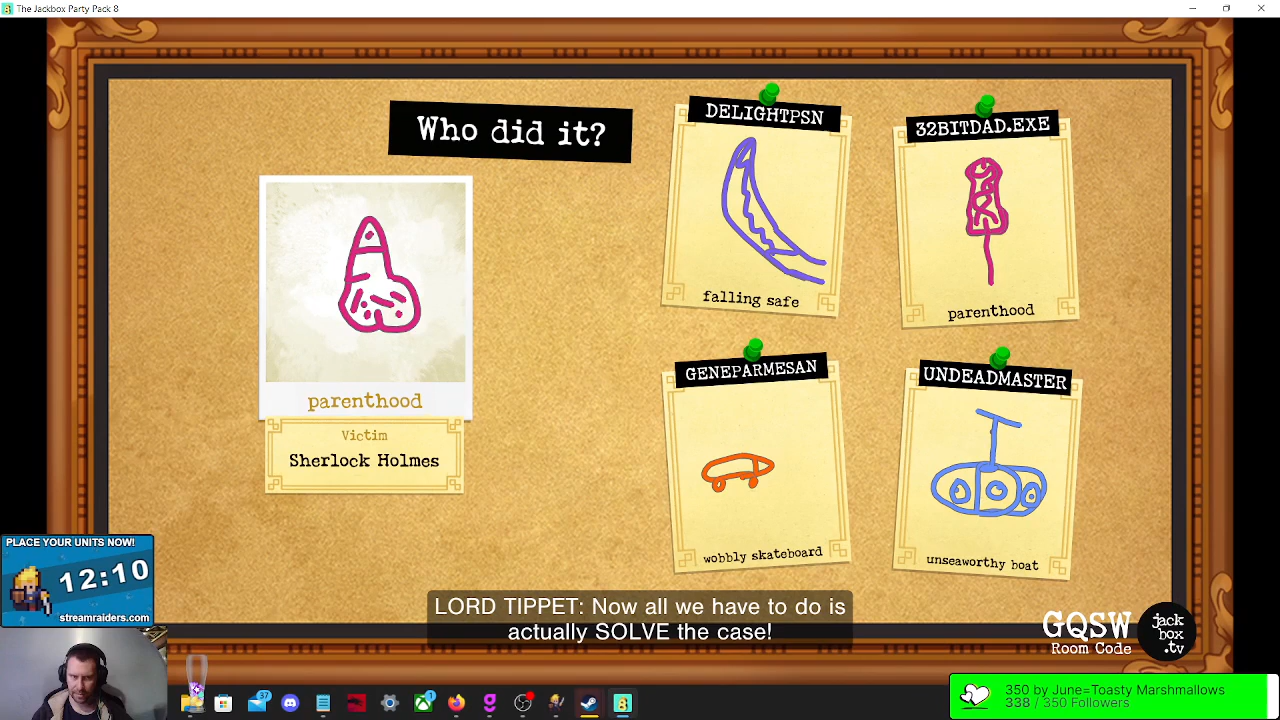 The Jackbox Party Pack 8
Who did it?
DELIGHTPSN
falling safe
32BITDAD.EXE
parenthood
parenthood
Victim
Sherlock Holmes
GENEPARMESAN
wobbly skateboard
UNDEADMASTER
unseaworthy boat
PLACE YOUR UNITS NOW!
12:10
streamraiders.com
LORD TIPPET: Now all we have to do is
actually SOLVE the case!
GQSW
Room Code
jack
box
.tv
37
1
350 by June=Toasty Marshmallows
338 / 350 Followers